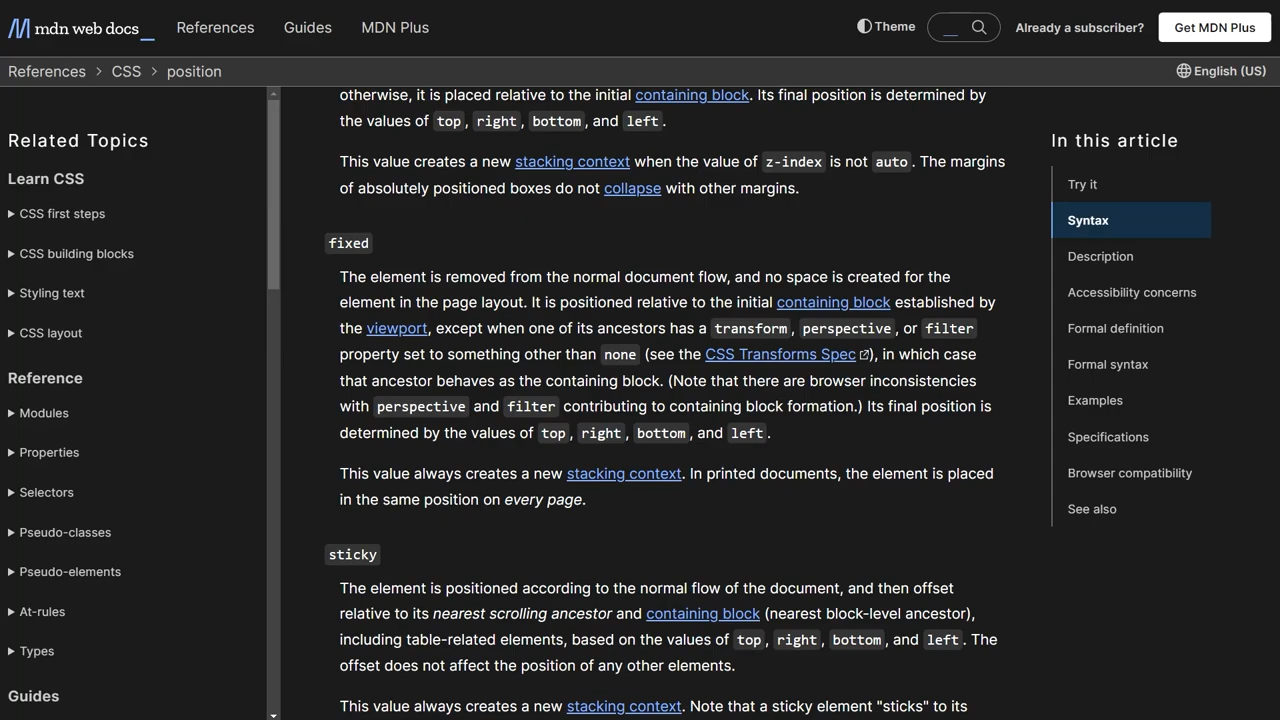 mdn web docs_
References
Guides
MDN Plus
Theme
Already a subscriber?
Get MDN Plus
References
CSS
position
English (US)
Related Topics
Learn CSS
CSS first steps
CSS building blocks
Styling text
CSS layout
Reference
Modules
Properties
Selectors
Pseudo-classes
Pseudo-elements
At-rules
Types
Guides
otherwise, it is placed relative to the initial containing block. Its final position is determined by
the values of top, right, bottom, and left.
This value creates a new stacking context when the value of z-index is not auto. The margins
of absolutely positioned boxes do not collapse with other margins.
fixed
The element is removed from the normal document flow, and no space is created for the
element in the page layout. It is positioned relative to the initial containing block established by
the viewport, except when one of its ancestors has a transform, perspective, or filter
property set to something other than none (see the CSS Transforms Spec), in which case
that ancestor behaves as the containing block. (Note that there are browser inconsistencies
with perspective and filter contributing to containing block formation.) Its final position is
determined by the values of top, right, bottom, and left.
This value always creates a new stacking context. In printed documents, the element is placed
in the same position on every page.
sticky
The element is positioned according to the normal flow of the document, and then offset
relative to its nearest scrolling ancestor and containing block (nearest block-level ancestor),
including table-related elements, based on the values of top, right, bottom, and left. The
offset does not affect the position of any other elements.
This value always creates a new stacking context. Note that a sticky element "sticks" to its
In this article
Try it
Syntax
Description
Accessibility concerns
Formal definition
Formal syntax
Examples
Specifications
Browser compatibility
See also